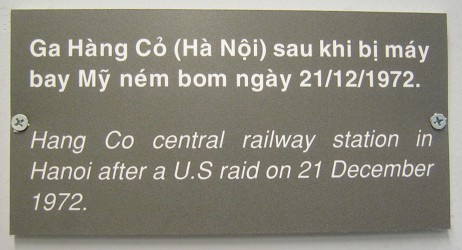 Ga Hàng Cỏ (Hà Nội) sau khi bị máy
bay Mỹ ném bom ngày 21/12/1972.
Hang Co central railway station in
Hanoi after a U.S raid on 21 December
1972.